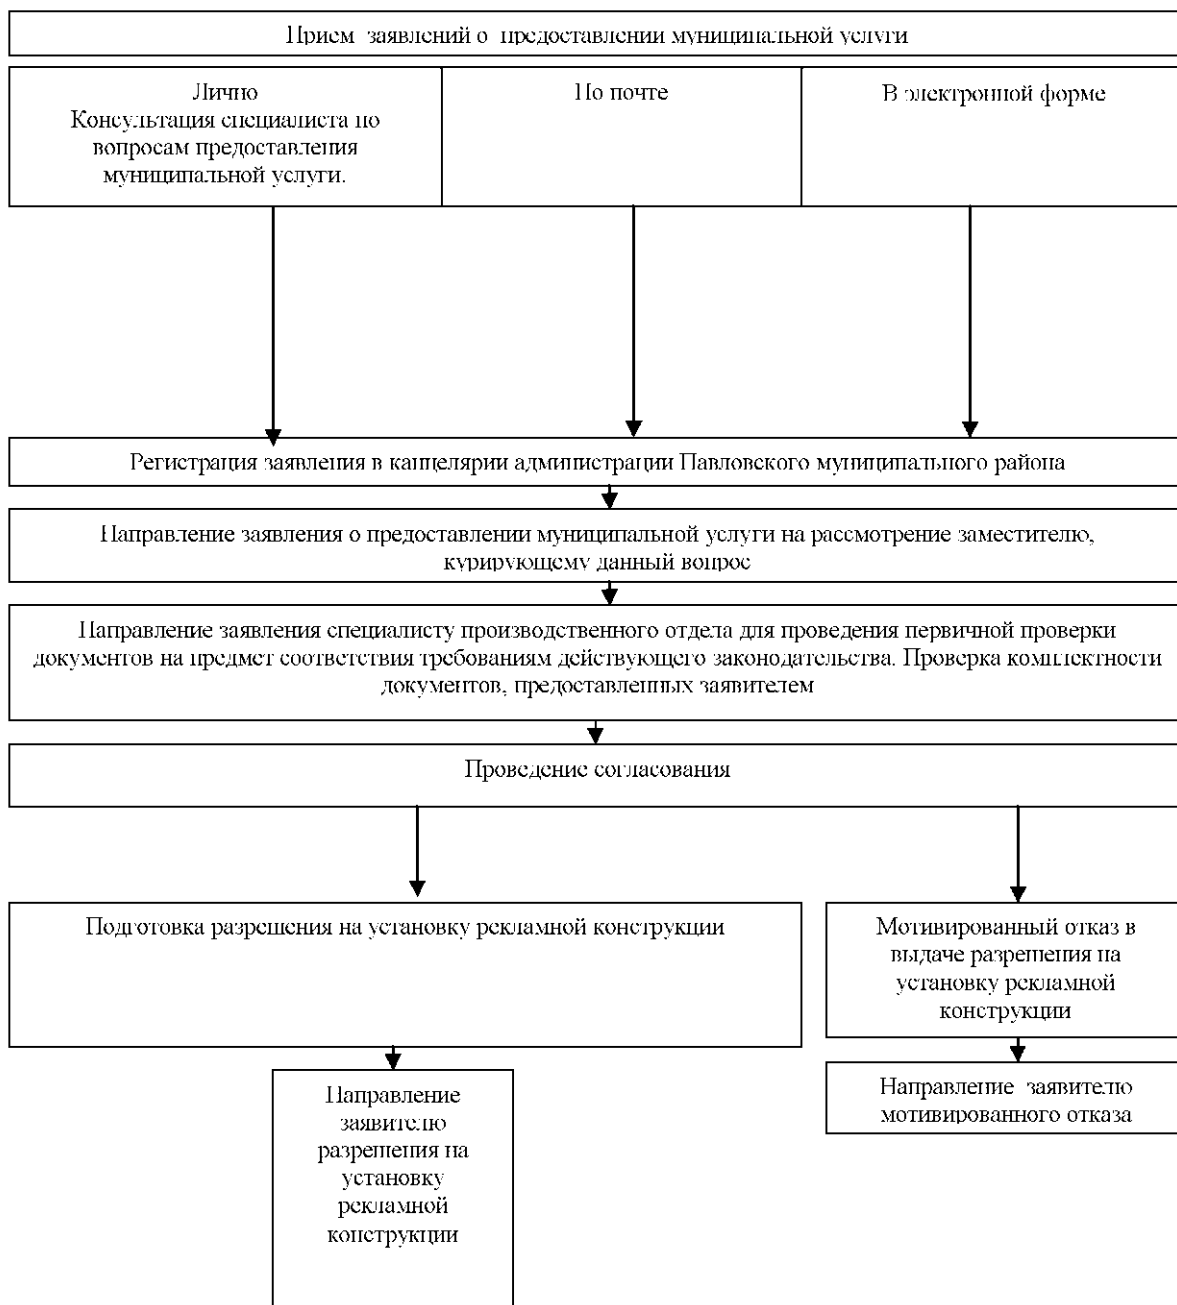 Прием заявлений о предоставлении муниципальной услуги
Лично
Консультация специалиста по
вопросам предоставления
муниципальной услуги.
По почте
В электронной форме
Регистрация заявления в канцелярии администрации Павловского муниципального района
Направление заявления о предоставлении муниципальной услуги на рассмотрение заместителю,
курирующему данный вопрос
Направление заявления специалисту производственного отдела для проведения первичной проверки
документов на предмет соответствия требованиям действующего законодательства. Проверка комплектности
документов, предоставленных заявителем
Проведение согласования
Подготовка разрешения на установку рекламной конструкции
Мотивированный отказ в
выдаче разрешения на
установку рекламной
конструкции
Направление
заявителю
разрешения на
установку
рекламной
конструкции
Направление заявителю
мотивированного отказа